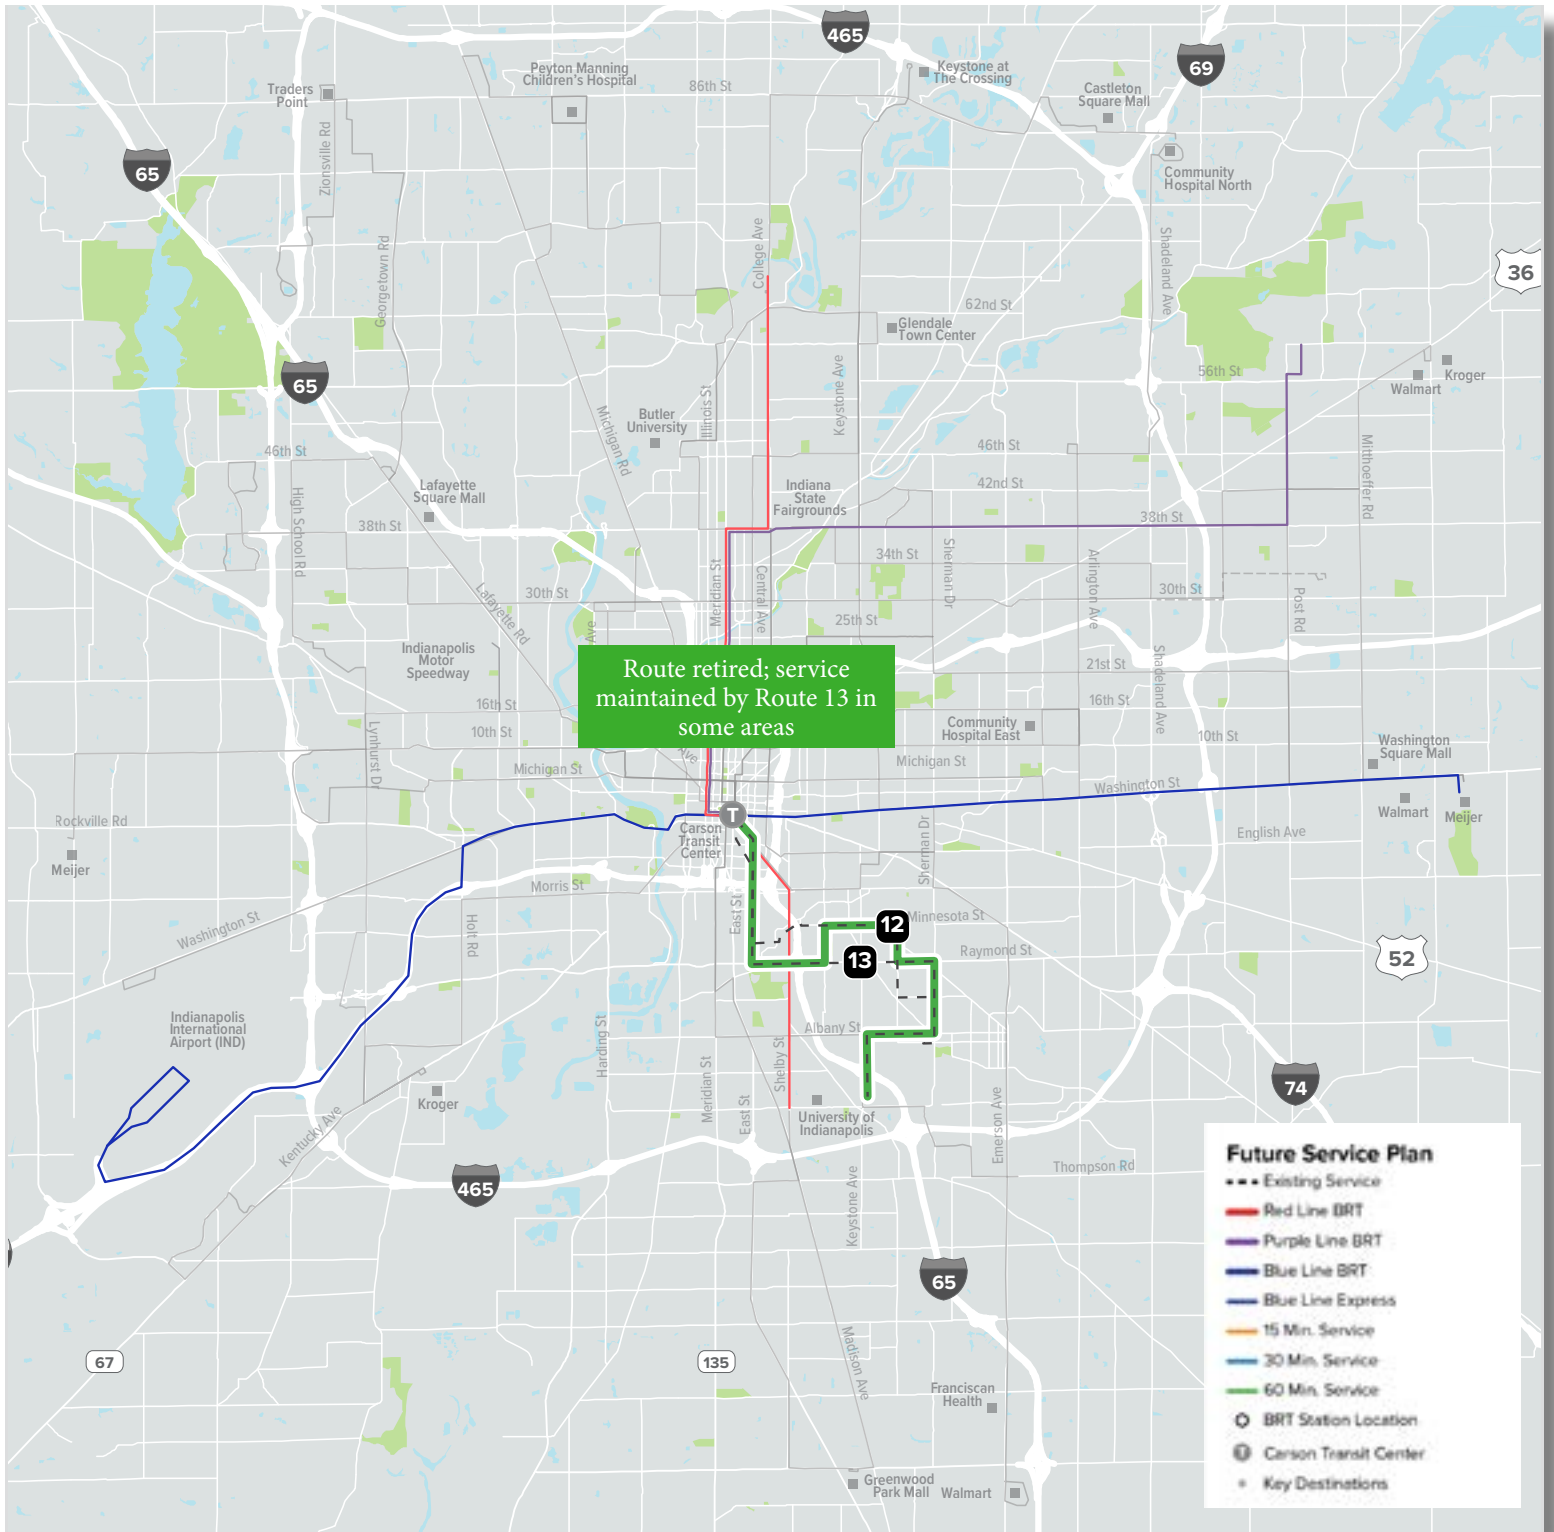 465
69
Peyton Manning
Children's Hospital
86th St
Keystone at
The Crossing
Castleton
Square Mall
Traders
Point
Zionsville Rd
65
Community
Hospital North
College Ave
Shadeland Ave
Georgetown Rd
36
62nd St
Glendale
Town Center
65
Keystone Ave
56th St
Kroger
Walmart
Illinois St
Butler
University
Michigan Rd
46th St
46th St
Mitthoeffer Rd
Lafayette
Square Mall
Indiana
State
Fairgrounds
42nd St
High School Rd
38th St
38th St
Sherman Dr
34th St
Arlington Ave
Meridian St
Central Ave
30th St
30th St
Lafayette Rd
Post Rd
25th St
Ave
Indianapolis
Motor
Speedway
Route retired; service
maintained by Route 13 in
some areas
21st St
Shadeland Ave
16th St
16th St
10th St
Community
Hospital East
10th St
Lynhurst Dr
Washington
Square Mall
Ave
Michigan St
Michigan St
Washington St
T
Walmart
Meijer
Rockville Rd
Carson
Transit
Center
English Ave
Sherman Dr
Meijer
Morris St
East St
12
Minnesota St
Washington St
Holt Rd
Raymond St
13
52
Indianapolis
International
Airport (IND)
Harding St
Albany St
Shelby St
Meridian St
East St
Kroger
74
University of
Indianapolis
Emerson Ave
Kentucky Ave
Thompson Rd
465
Keystone Ave
65
67
135
Madison Ave
Franciscan
Health
Greenwood
Park Mall
Walmart
Future Service Plan
Existing Service
Red Line BRT
Purple Line BRT
Blue Line BRT
Blue Line Express
15 Min. Service
30 Min. Service
60 Min. Service
BRT Station Location
T Carson Transit Center
Key Destinations